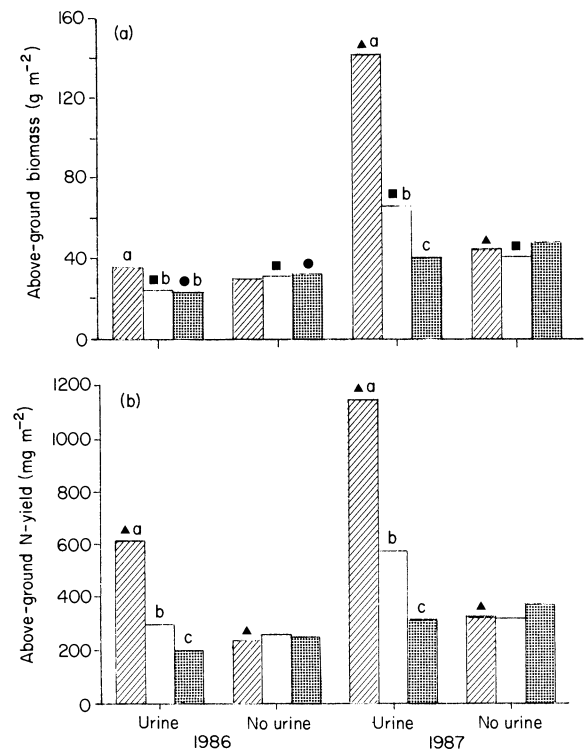 160
(a)
▲ a
120
Above-ground biomass (g m⁻²)
80
■ b
40
a
■ b ● b
■ ●
c
▲ ■
0
1200
(b)
▲ a
1000
Above-ground N-yield (mg m⁻²)
800
▲ a
600
b
400
b
c
▲
c
▲
200
0
Urine No urine Urine No urine
1986 1987